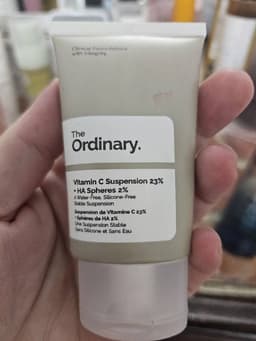 Clinical Formulations
with Integrity.
The
Ordinary.
Vitamin C Suspension 23%
+ HA Spheres 2%
A Water-Free, Silicone-Free
Stable Suspension
Suspension de Vitamine C 23%
+ Sphères de HA 2%
Une Suspension Stable
Sans Silicone et Sans Eau